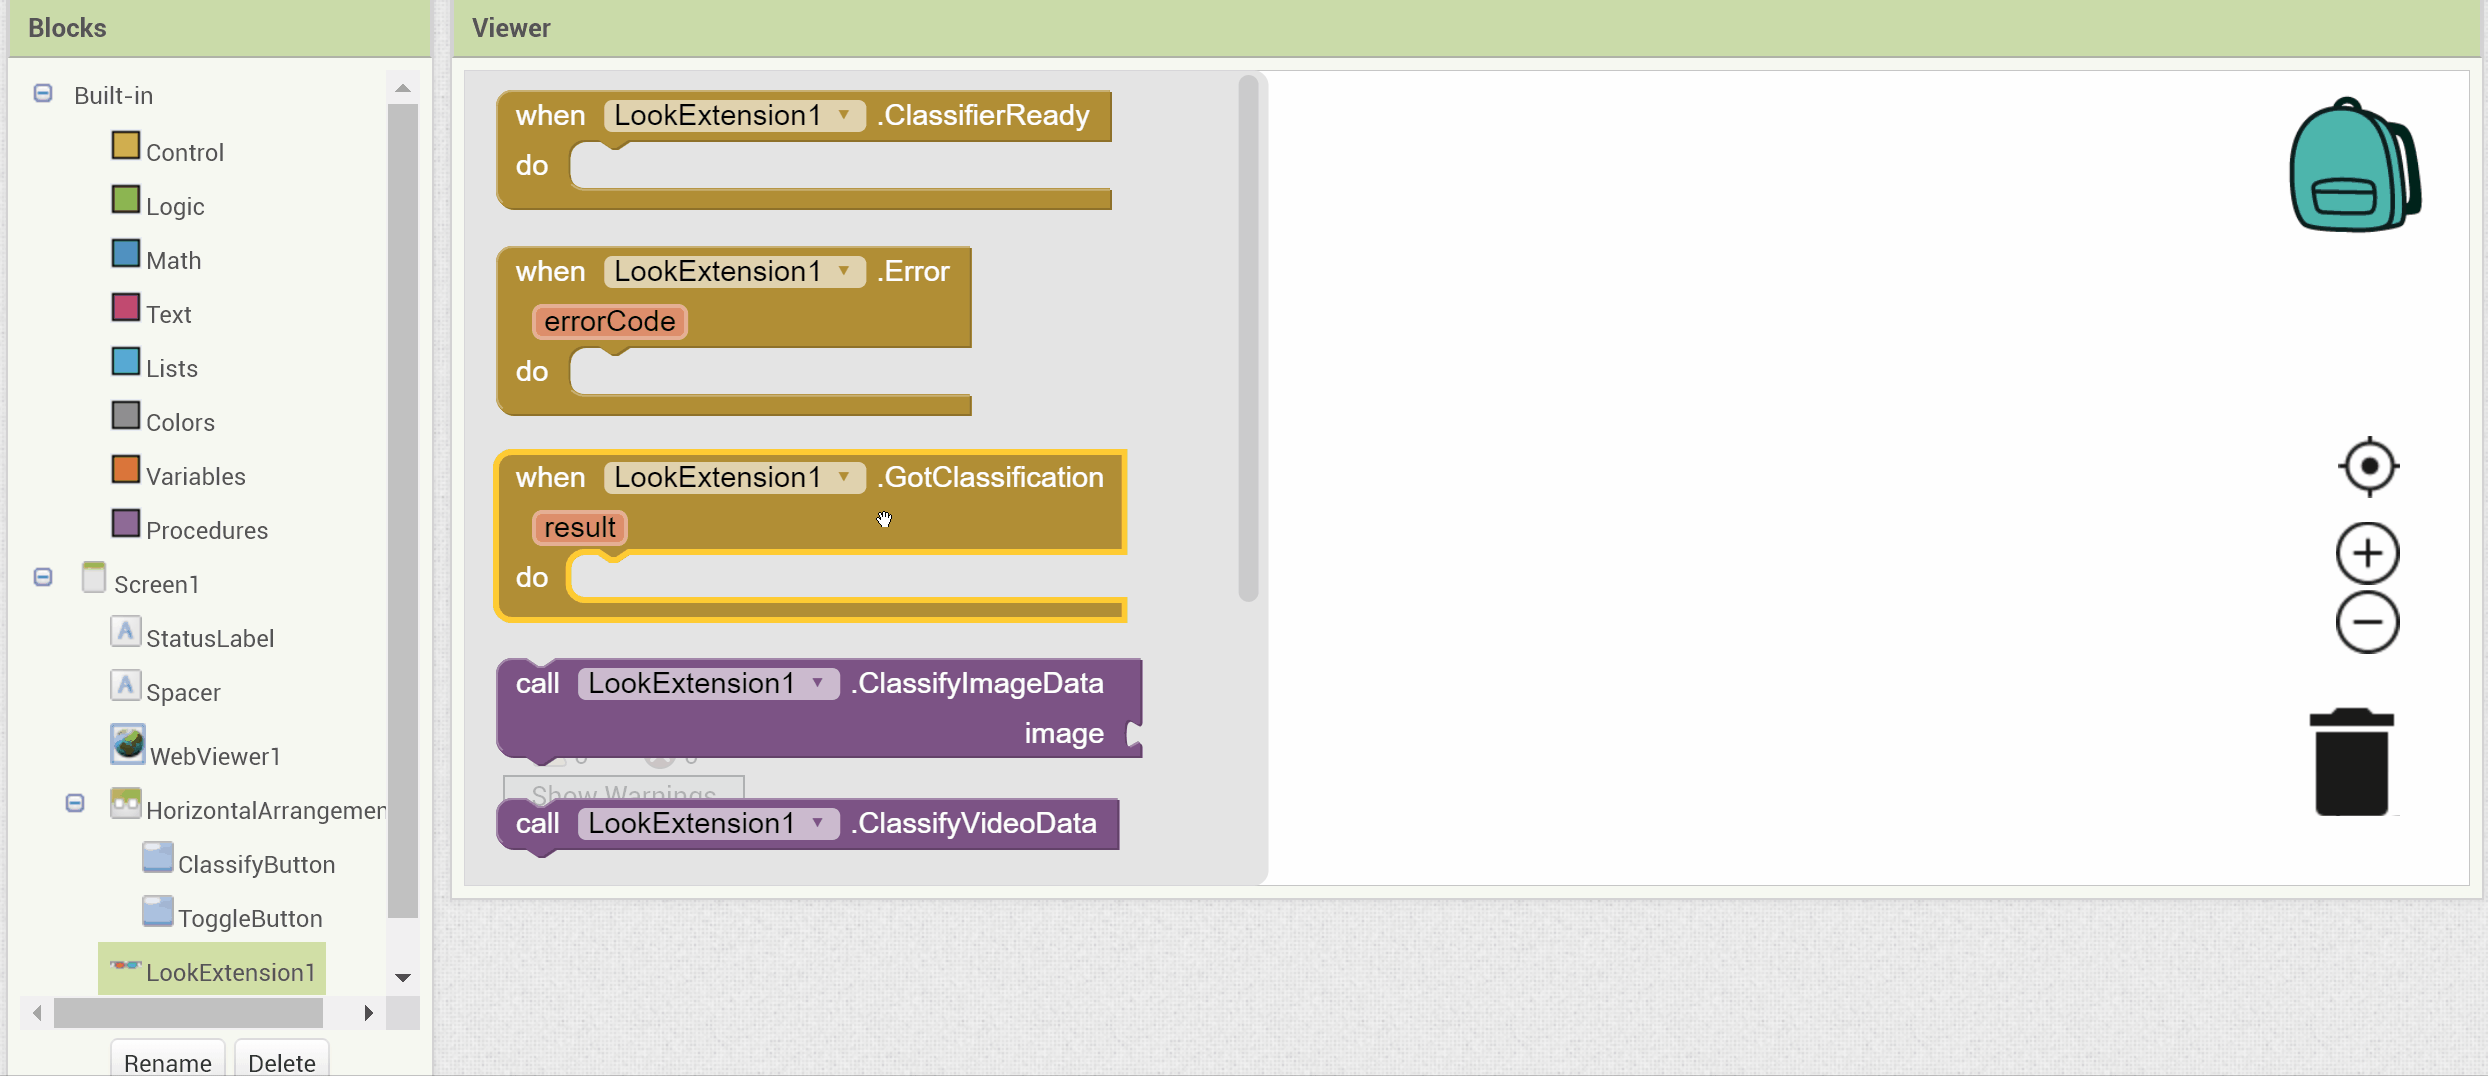 Blocks
Built-in
Control
Logic
Math
Text
Lists
Colors
Variables
Procedures
Screen1
A StatusLabel
A Spacer
WebViewer1
HorizontalArrangemen
ClassifyButton
ToggleButton
LookExtension1
Rename Delete
Viewer
when LookExtension1 .ClassifierReady
do
when LookExtension1 .Error
errorCode
do
when LookExtension1 .GotClassification
result
do
call LookExtension1 .ClassifyImageData
image
0 0
Show Warnings
call LookExtension1 .ClassifyVideoData